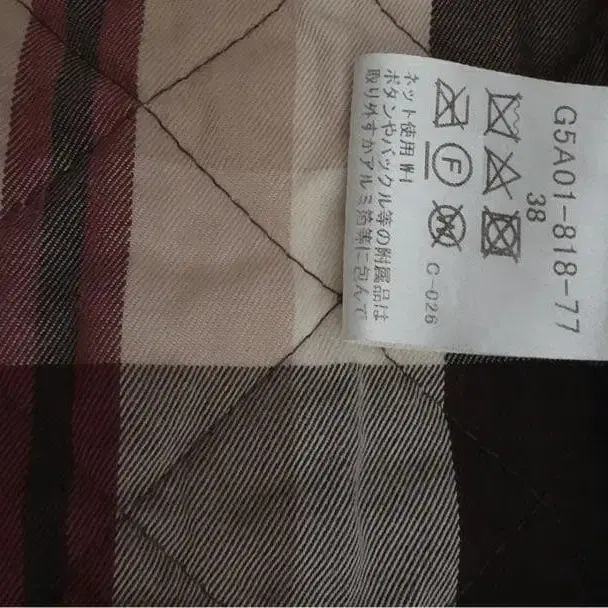 G5A01-818-77
38
F
W
C-026
ネット使用 W-1
ボタンやバックル等の附属品は
取り外すかアルミ箔等に包んで